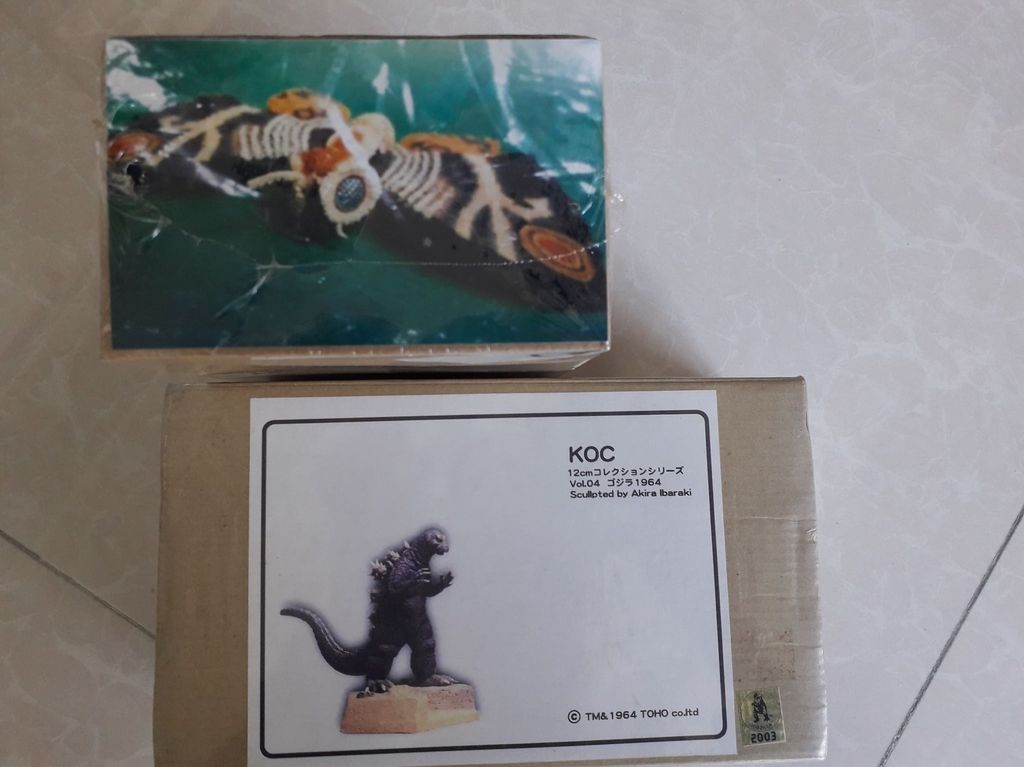 KOC
12cmコレクションシリーズ
Vol.04 ゴジラ1964
Scullpted by Akira Ibaraki
© TM&1964 TOHO co.ltd
2003